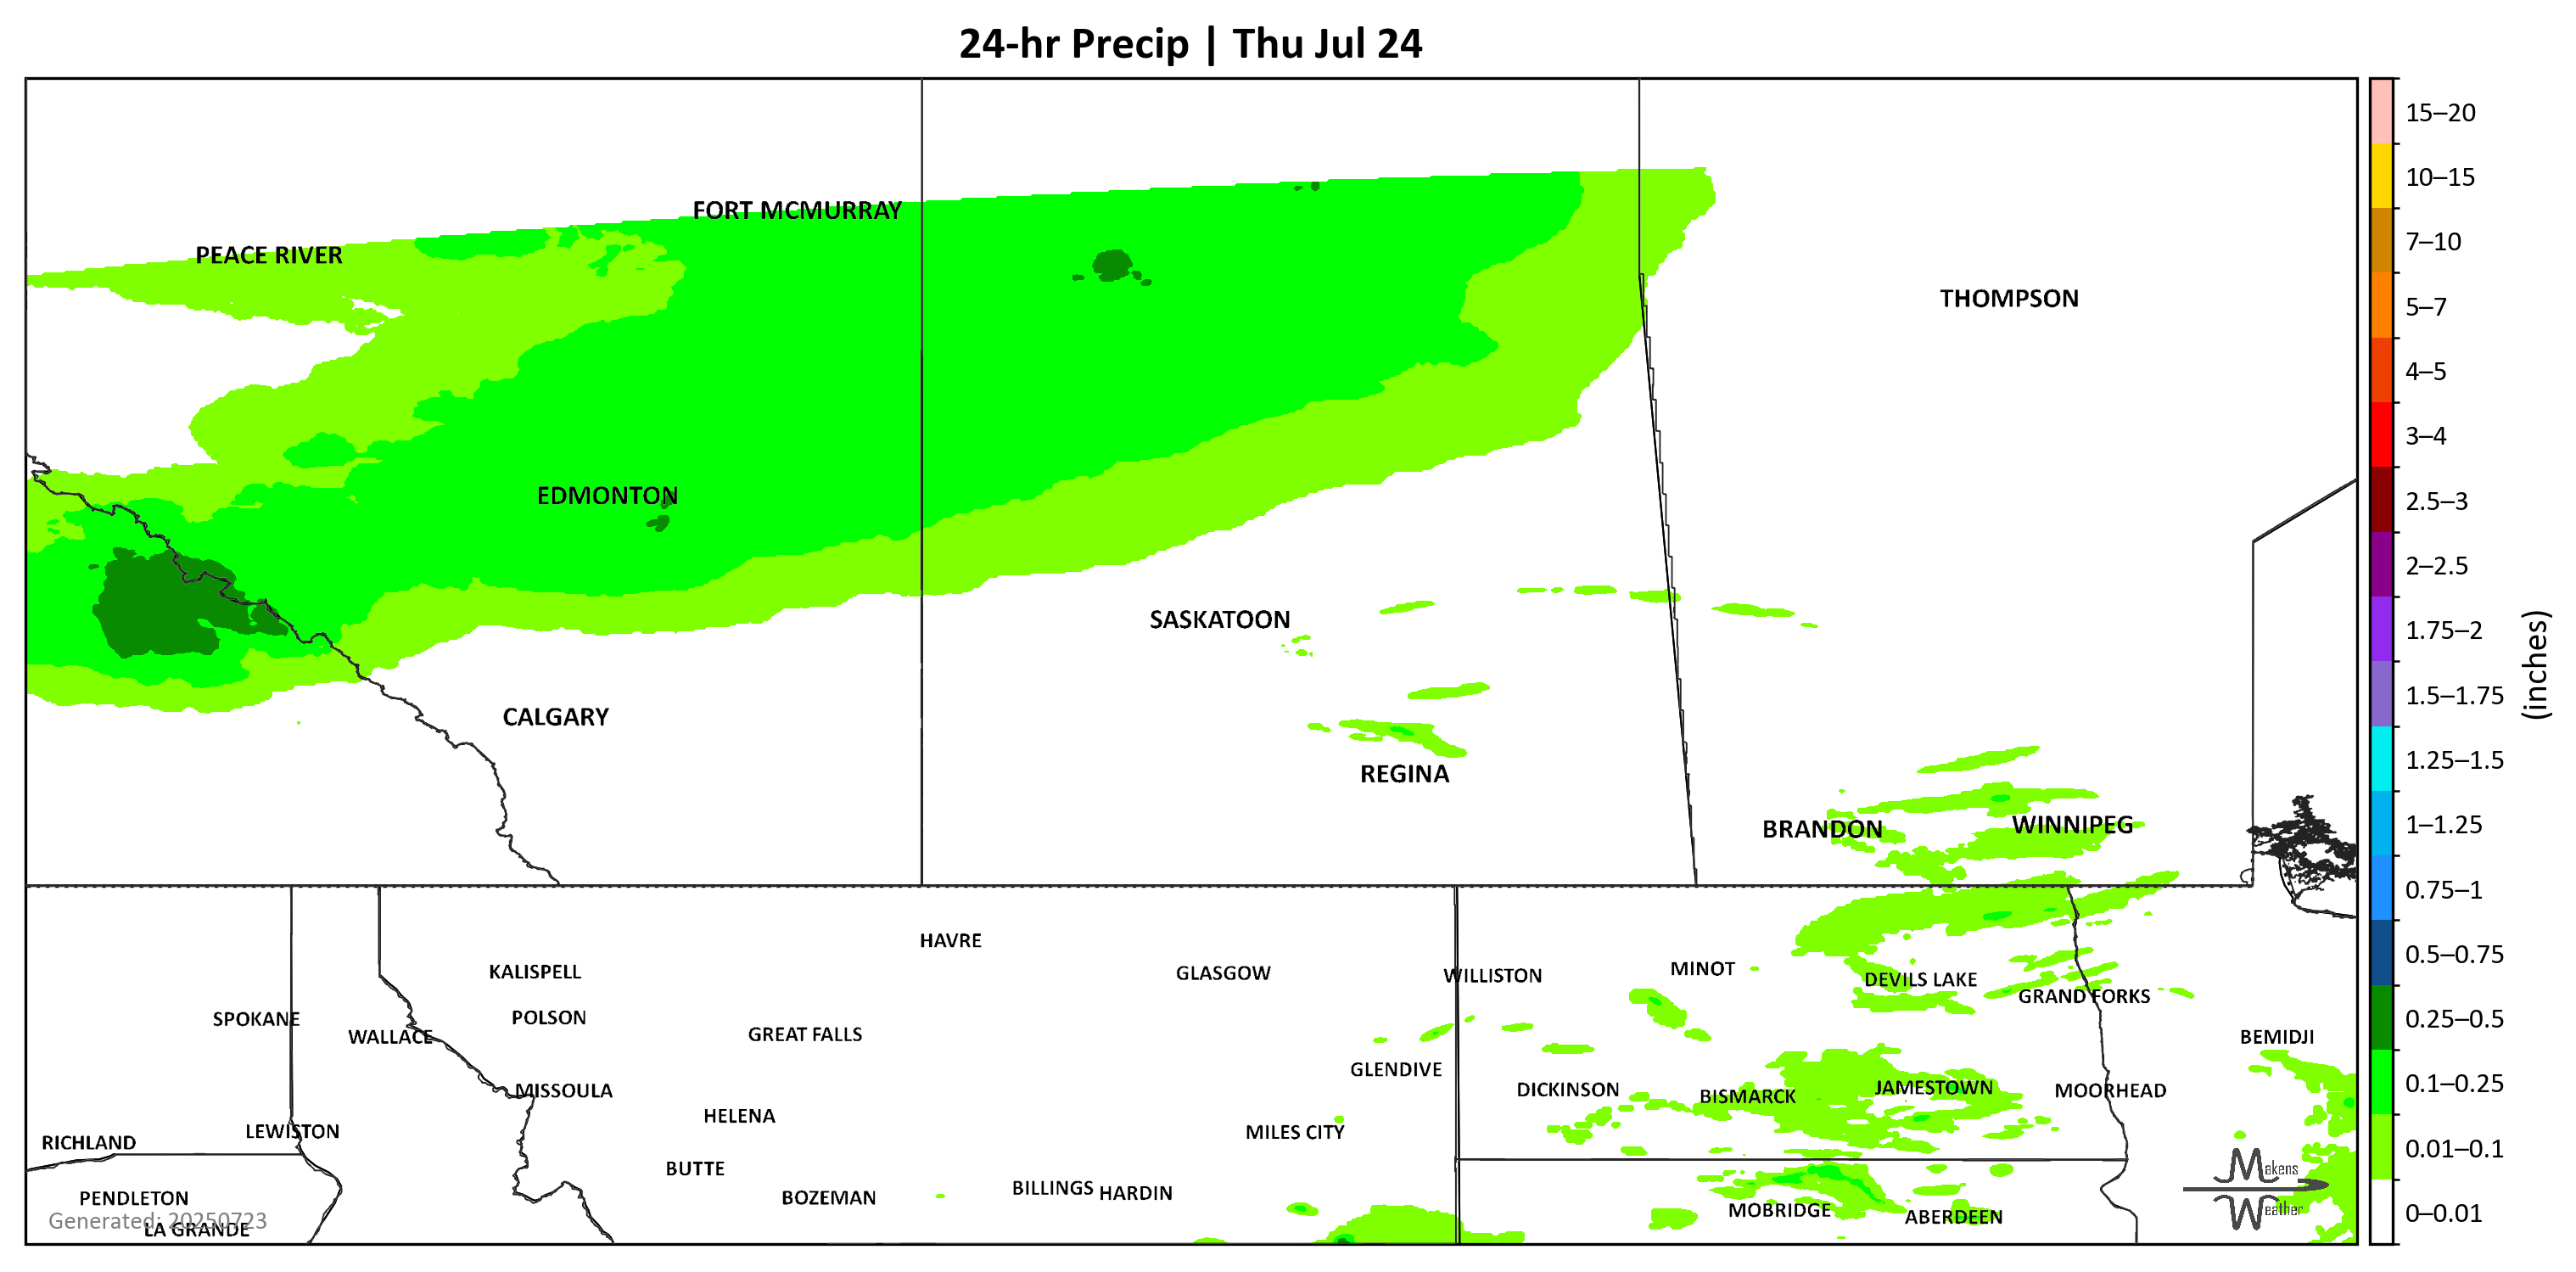 24-hr Precip | Thu Jul 24
FORT MCMURRAY
PEACE RIVER
THOMPSON
EDMONTON
SASKATOON
CALGARY
REGINA
BRANDON
WINNIPEG
HAVRE
KALISPELL
GLASGOW
WILLISTON
MINOT
DEVILS LAKE
GRAND FORKS
SPOKANE
POLSON
WALLACE
GREAT FALLS
BEMIDJI
GLENDIVE
MISSOULA
DICKINSON
BISMARCK
JAMESTOWN
MOORHEAD
HELENA
LEWISTON
MILES CITY
RICHLAND
BUTTE
BILLINGS
HARDIN
PENDLETON
BOZEMAN
MOBRIDGE
ABERDEEN
Generated: 20250723
LA GRANDE
Makens
Weather
15–20
10–15
7–10
5–7
4–5
3–4
2.5–3
2–2.5
1.75–2
1.5–1.75
1.25–1.5
1–1.25
0.75–1
0.5–0.75
0.25–0.5
0.1–0.25
0.01–0.1
0–0.01
(inches)